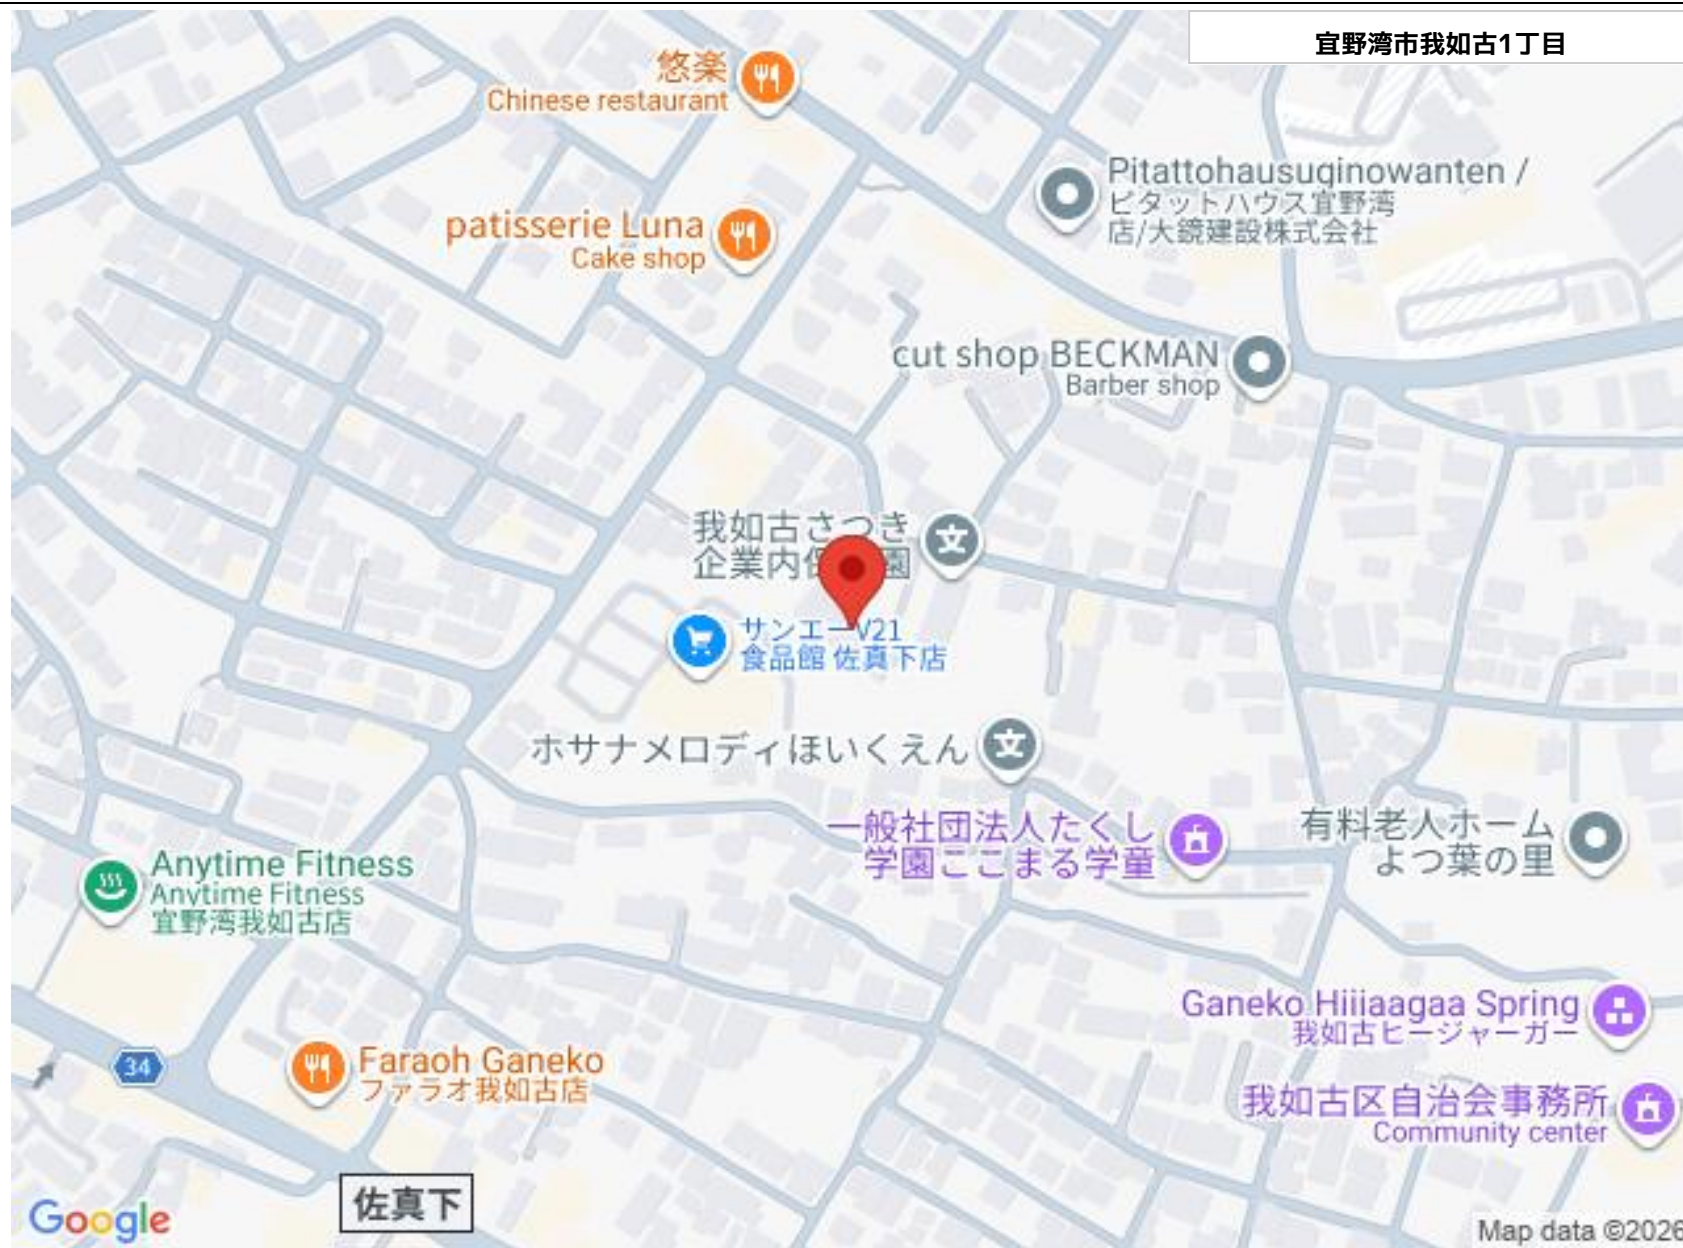 宜野湾市我如古1丁目
悠楽
Chinese restaurant
Pitattohausuginowanten /
ピタットハウス宜野湾
店/大鏡建設株式会社
patisserie Luna
Cake shop
cut shop BECKMAN
Barber shop
我如古さつき
企業内保 園
サンエーV21
食品館 佐真下店
ホサナメロディほいくえん
一般社団法人たくし
学園ここまる学童
有料老人ホーム
よつ葉の里
Anytime Fitness
Anytime Fitness
宜野湾我如古店
Ganeko Hiiiaagaa Spring
我如古ヒージャーガー
34
Faraoh Ganeko
ファラオ我如古店
我如古区自治会事務所
Community center
佐真下
Google
Map data ©2026